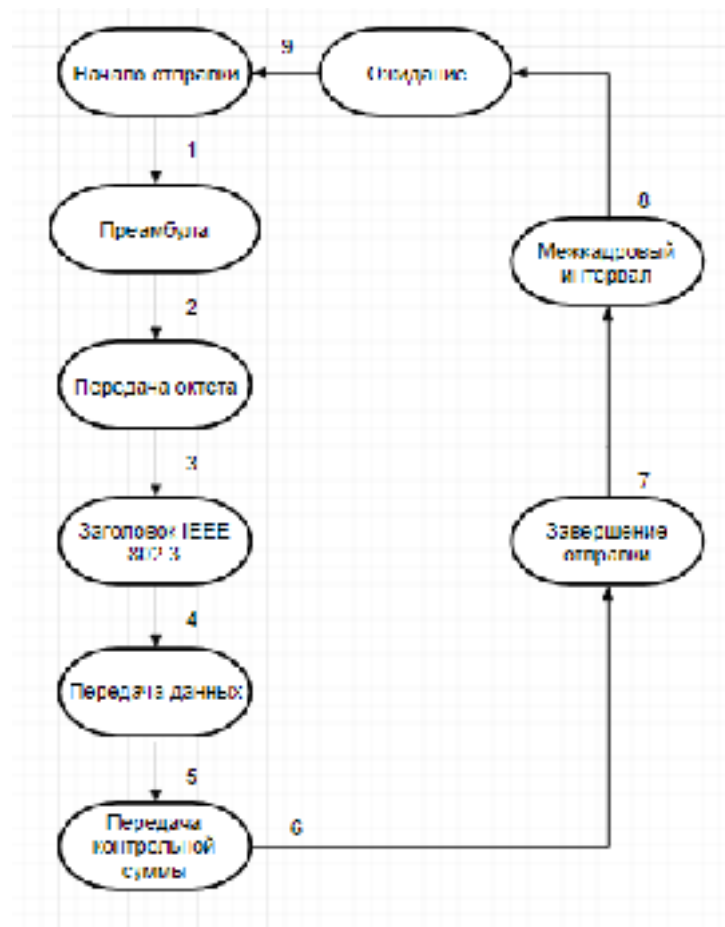 Начало отправки
9
Ожидание
1
Преамбула
8
Межкадровый
интервал
2
Передача октета
3
7
Заголовок IEEE
802.3
Завершение
отправки
4
Передача данных
5
Передача
контрольной
суммы
6